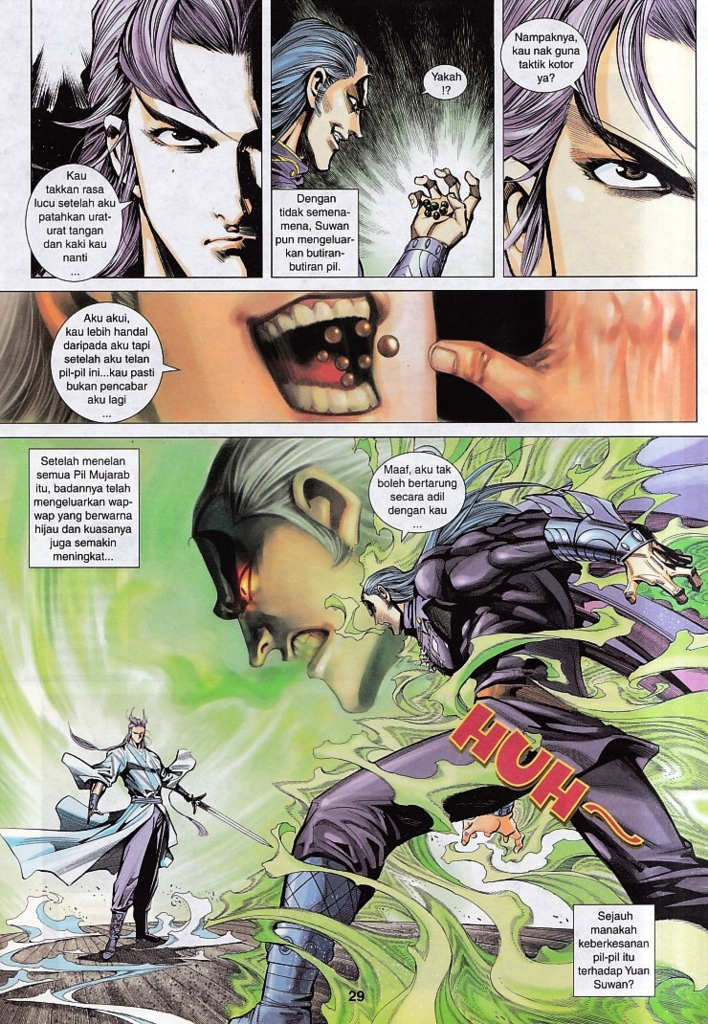 Kau
takkan rasa
lucu setelah aku
patahkan urat-
urat tangan
dan kaki kau
nanti
...
Yakah
!?
Dengan
tidak semena-
mena, Suwan
pun mengeluar-
kan butiran-
butiran pil.
Nampaknya,
kau nak guna
taktik kotor
ya?
Aku akui,
kau lebih handal
daripada aku tapi
setelah aku telan
pil-pil ini...kau pasti
bukan pencabar
aku lagi
...
Setelah menelan
semua Pil Mujarab
itu, badannya telah
mengeluarkan wap-
wap yang berwarna
hijau dan kuasanya
juga semakin
meningkat...
Maaf, aku tak
boleh bertarung
secara adil
dengan kau
...
HUH~
Sejauh
manakah
keberkesanan
pil-pil itu
terhadap Yuan
Suwan?
29